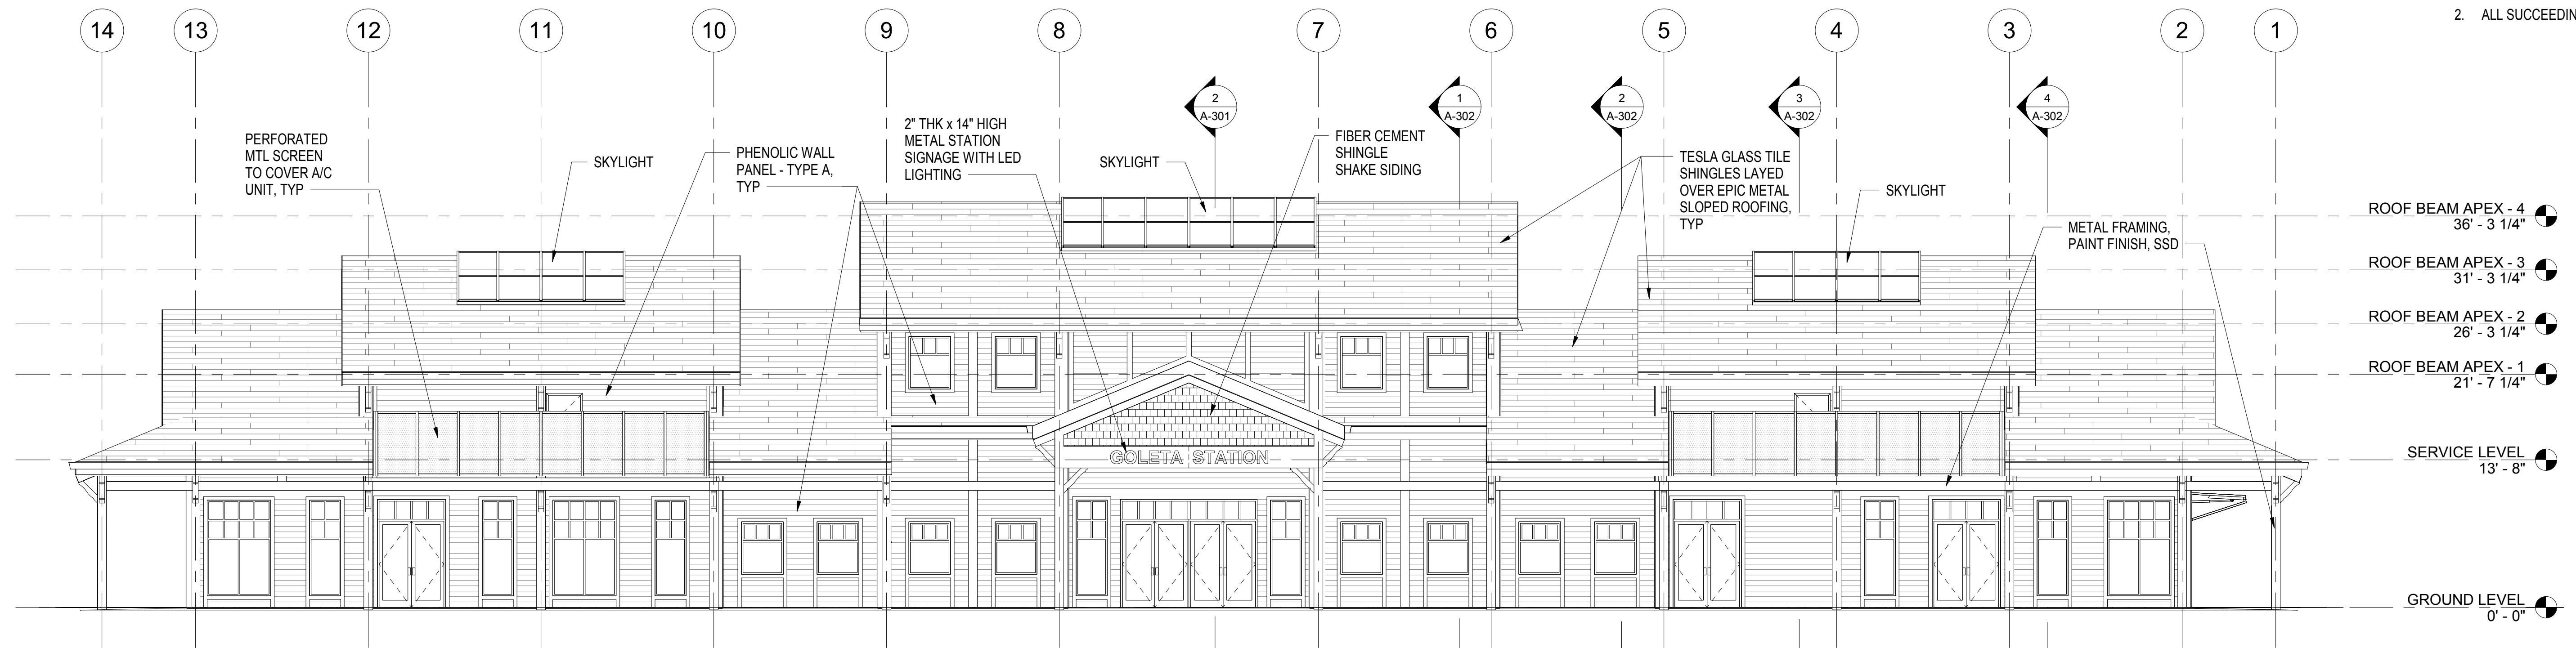 2. ALL SUCCEEDIN
14 13 12 11 10 9 8 7 6 5 4 3 2 1
2
A-301
1
A-302
2
A-302
3
A-302
4
A-302
PERFORATED
MTL SCREEN
TO COVER A/C
UNIT, TYP
SKYLIGHT
PHENOLIC WALL
PANEL - TYPE A,
TYP
2" THK x 14" HIGH
METAL STATION
SIGNAGE WITH LED
LIGHTING
SKYLIGHT
FIBER CEMENT
SHINGLE
SHAKE SIDING
TESLA GLASS TILE
SHINGLES LAYED
OVER EPIC METAL
SLOPED ROOFING,
TYP
SKYLIGHT
METAL FRAMING,
PAINT FINISH, SSD
ROOF BEAM APEX - 4
36' - 3 1/4"
ROOF BEAM APEX - 3
31' - 3 1/4"
ROOF BEAM APEX - 2
26' - 3 1/4"
ROOF BEAM APEX - 1
21' - 7 1/4"
SERVICE LEVEL
13' - 8"
GROUND LEVEL
0' - 0"
GOLETA STATION